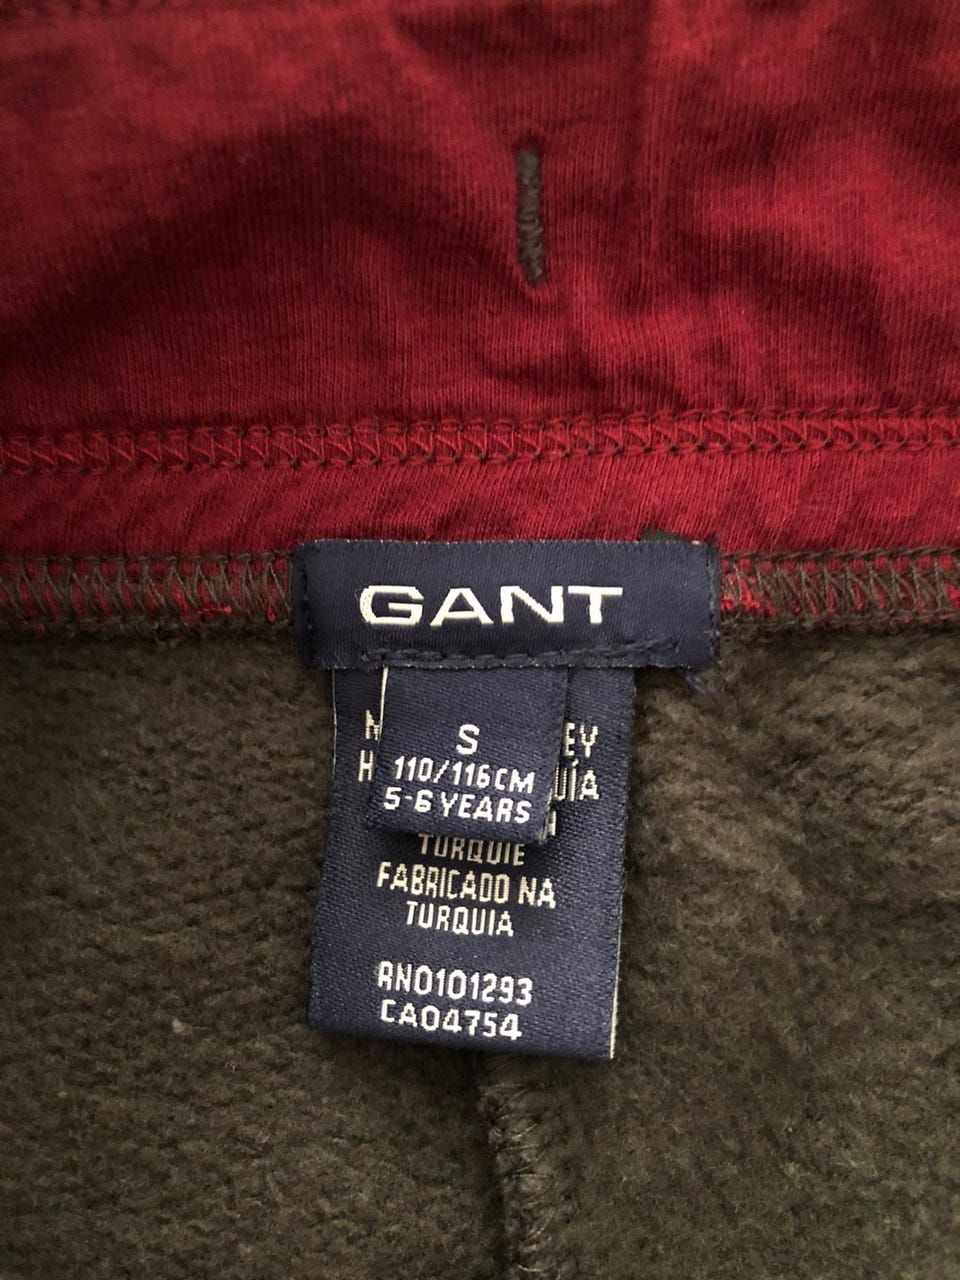 GANT
S
110/116CM
5-6 YEARS
TURQUIE
FABRICADO NA
TURQUIA
RN0101293
CA04754